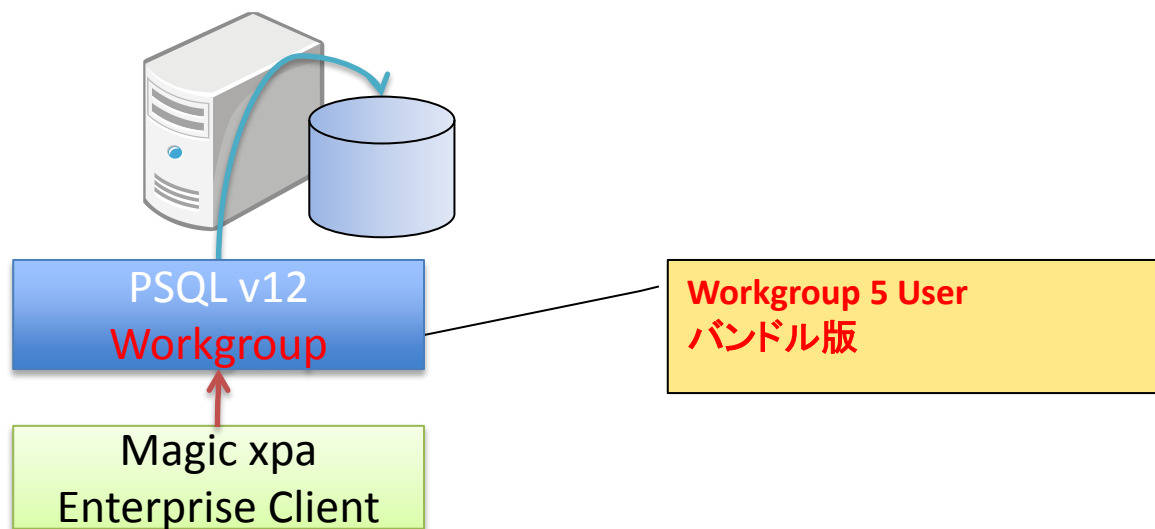 PSQL v12
Workgroup
Workgroup 5 User
バンドル版
Magic xpa
Enterprise Client